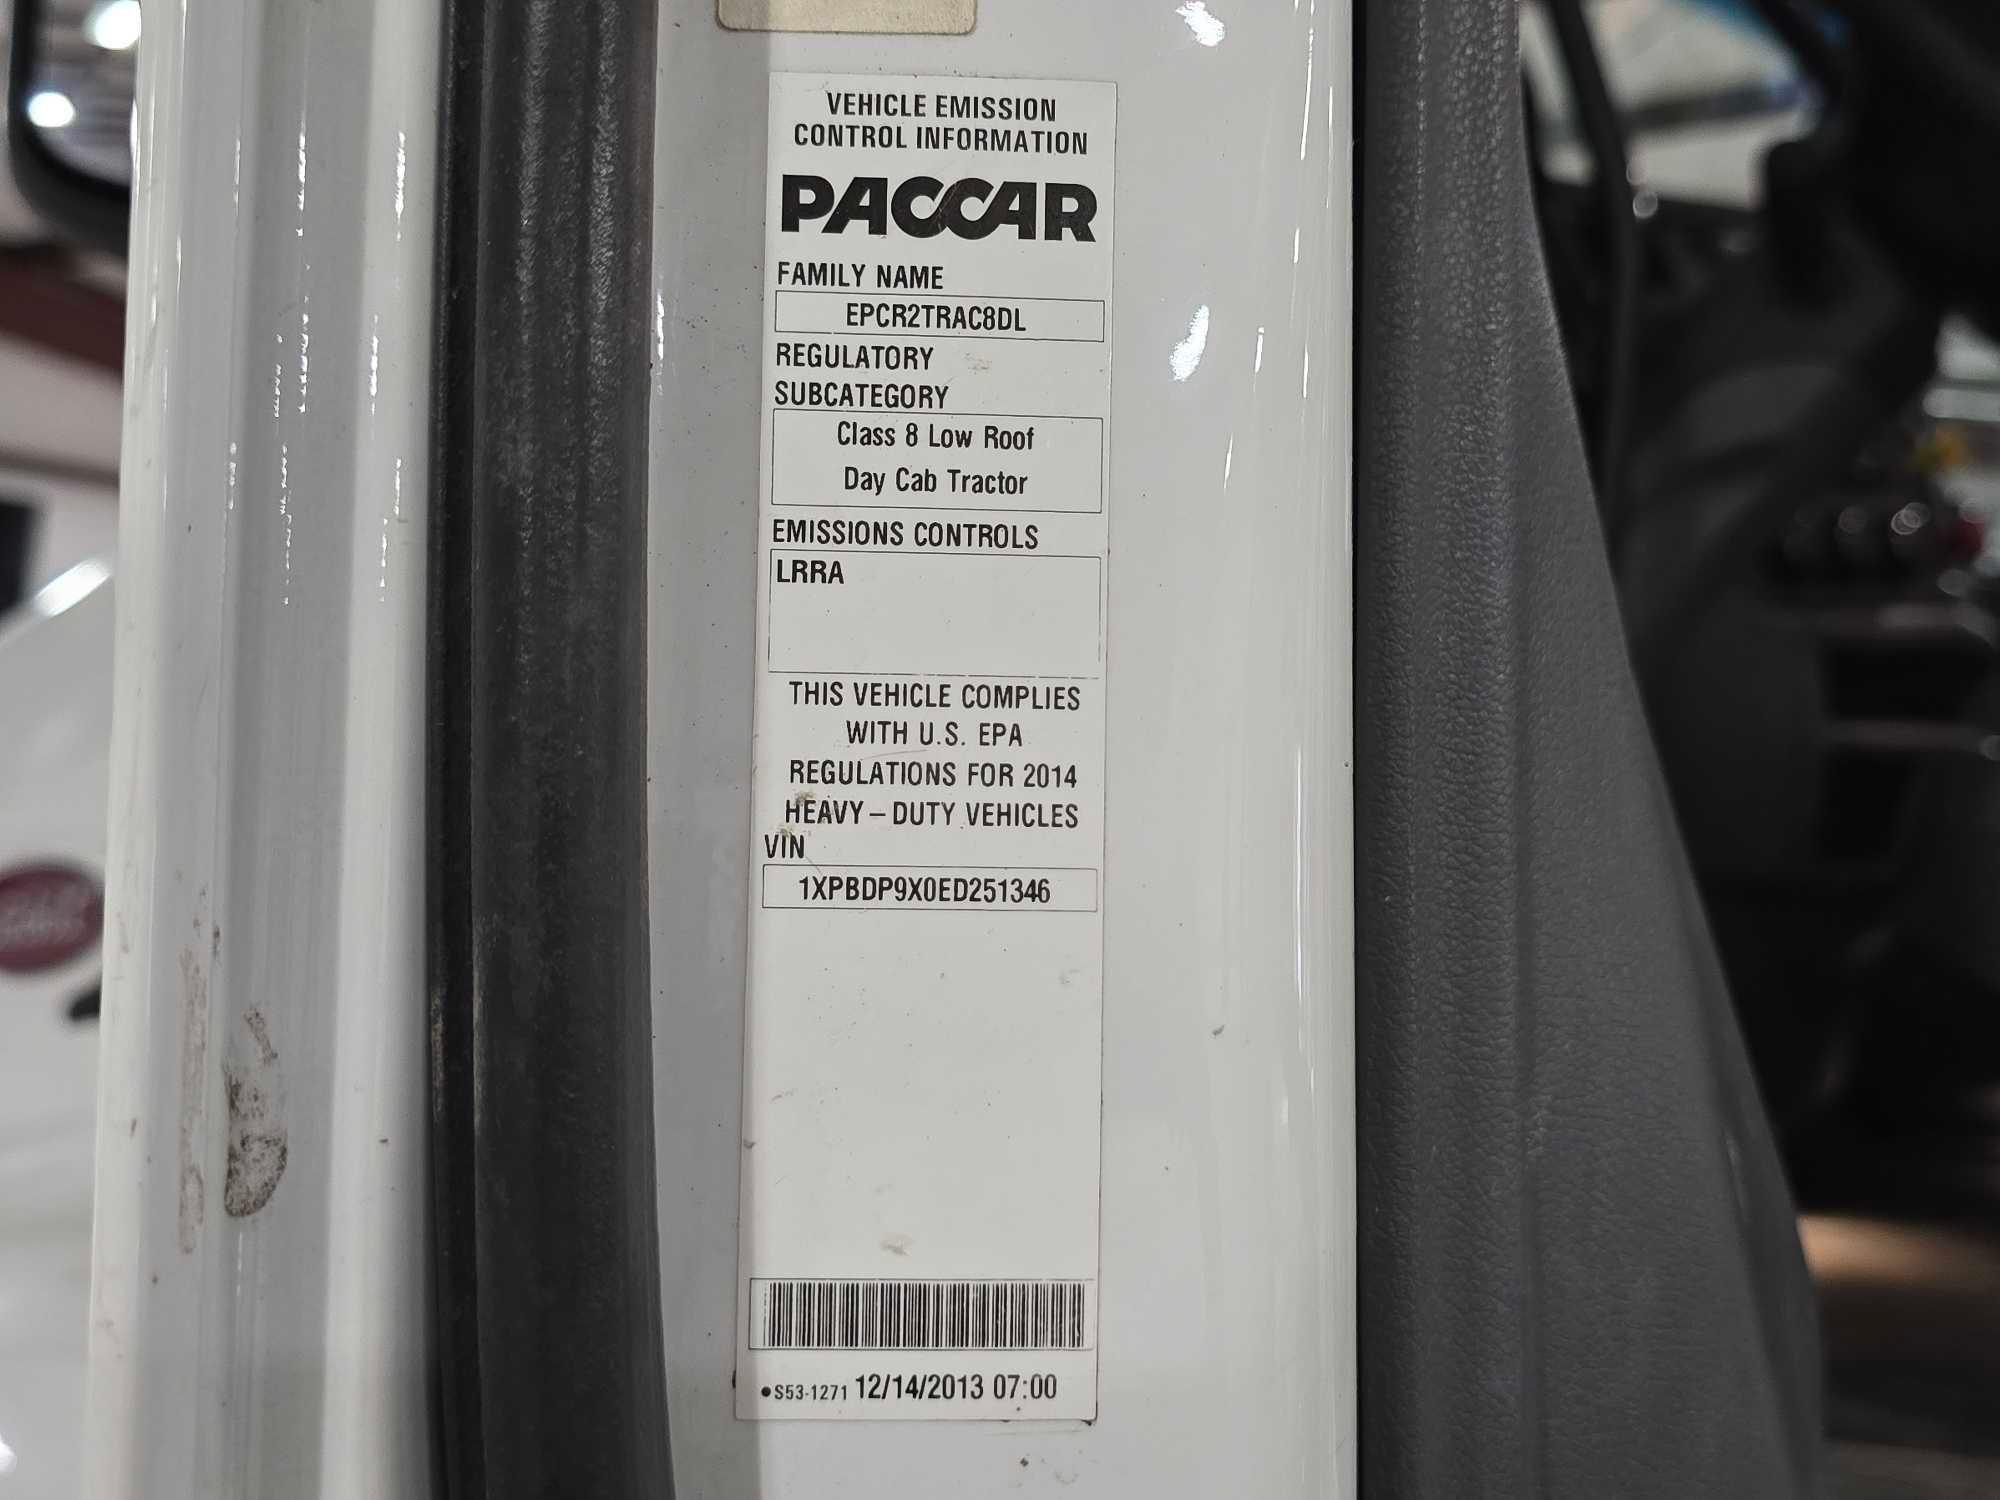 VEHICLE EMISSION
CONTROL INFORMATION
PACCAR
FAMILY NAME
EPCR2TRAC8DL
REGULATORY
SUBCATEGORY
Class 8 Low Roof
Day Cab Tractor
EMISSIONS CONTROLS
LRRA
THIS VEHICLE COMPLIES
WITH U.S. EPA
REGULATIONS FOR 2014
HEAVY – DUTY VEHICLES
VIN
1XPBDP9X0ED251346
•S53-1271 12/14/2013 07:00